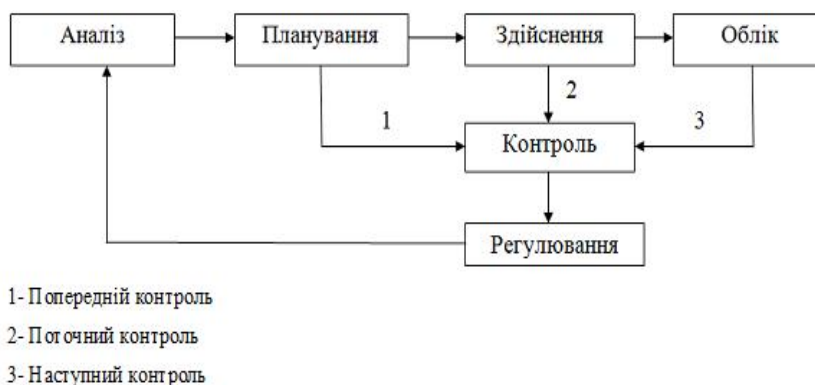 Аналіз
Планування
Здійснення
Облік
1
2
3
Контроль
Регулювання
1- Попередній контроль
2- Поточний контроль
3- Наступний контроль